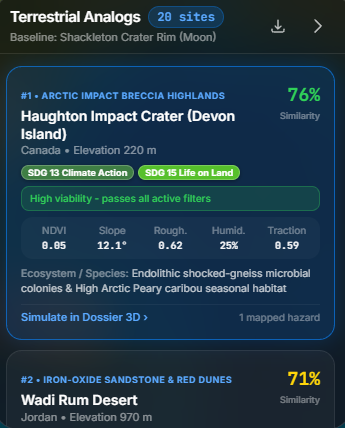 Terrestrial Analogs 20 sites
Baseline: Shackleton Crater Rim (Moon)
#1 • ARCTIC IMPACT BRECCIA HIGHLANDS
76%
Similarity
Haughton Impact Crater (Devon
Island)
Canada • Elevation 220 m
SDG 13 Climate Action SDG 15 Life on Land
High viability - passes all active filters
NDVI Slope Rough. Humid. Traction
0.05 12.1° 0.62 25% 0.59
Ecosystem / Species: Endolithic shocked-gneiss microbial
colonies & High Arctic Peary caribou seasonal habitat
Simulate in Dossier 3D › 1 mapped hazard
#2 • IRON-OXIDE SANDSTONE & RED DUNES
71%
Similarity
Wadi Rum Desert
Jordan • Elevation 970 m